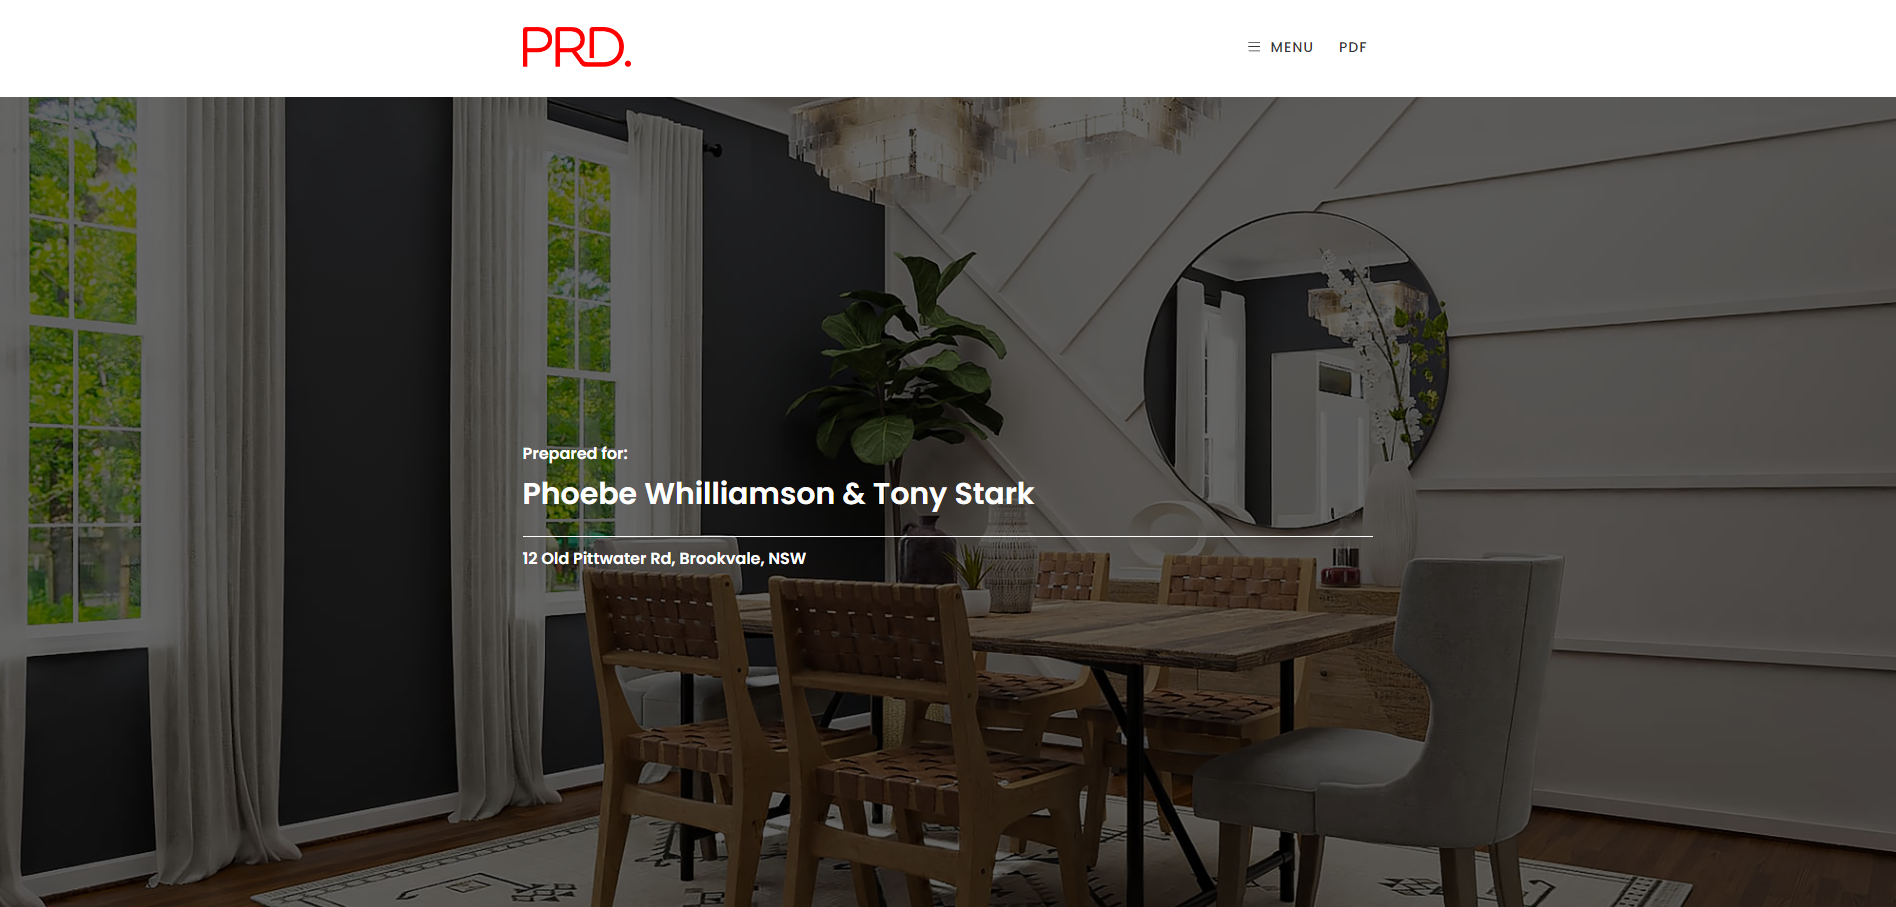 PRD.
MENU
PDF
Prepared for:
Phoebe Whilliamson & Tony Stark
12 Old Pittwater Rd, Brookvale, NSW